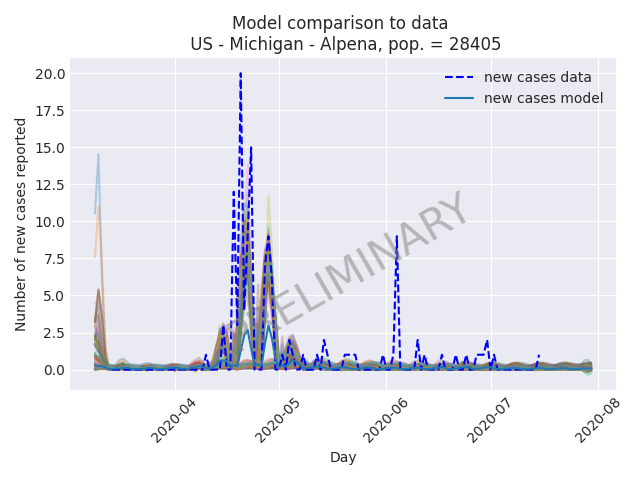 Model comparison to data
US - Michigan - Alpena, pop. = 28405
20.0
17.5
15.0
12.5
10.0
7.5
5.0
2.5
0.0
Number of new cases reported
new cases data
new cases model
PRELIMINARY
2020-04
2020-05
2020-06
2020-07
2020-08
Day